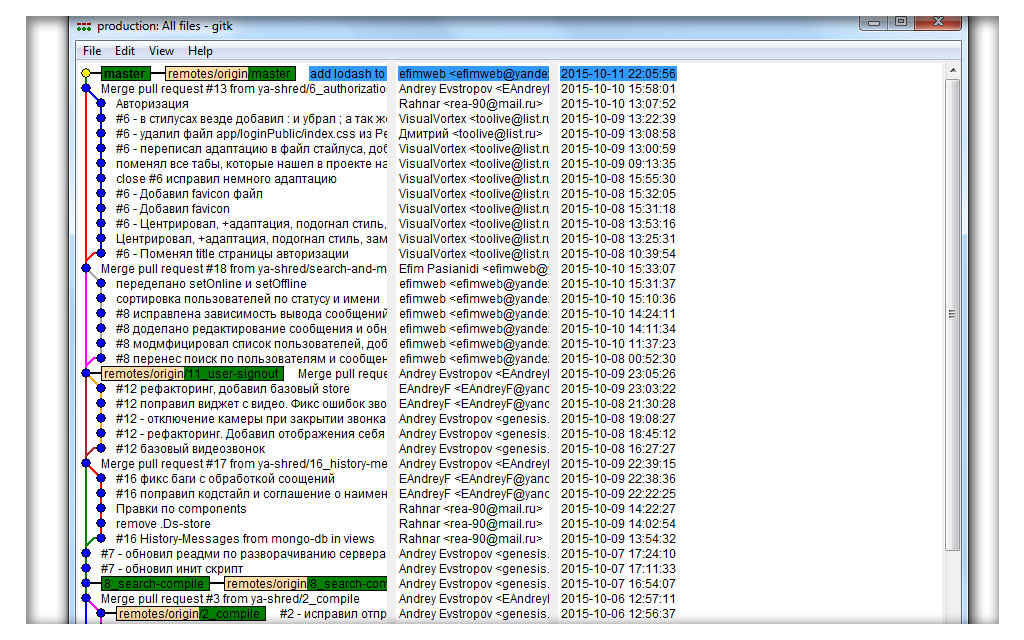 production: All files - gitk
File Edit View Help
master remotes/origin/master add lodash to efimweb <efimweb@yande 2015-10-11 22:05:56
Merge pull request #13 from ya-shred/6_authorizatio Andrey Evstropov <EAndreyl 2015-10-10 15:58:01
Авторизация Rahnar <rea-90@mail.ru> 2015-10-10 13:07:52
#6 - в стилусах везде добавил : и убрал ; а так же VisualVortex <toolive@list.ru 2015-10-09 13:22:39
#6 - удалил файл app/loginPublic/index.css из Ре Дмитрий <toolive@list.ru> 2015-10-09 13:08:58
#6 - переписал адаптацию в файл стайлуса, доб VisualVortex <toolive@list.ru 2015-10-09 13:00:59
поменял все табы, которые нашел в проекте на VisualVortex <toolive@list.ru 2015-10-09 09:13:35
close #6 исправил немного адаптацию VisualVortex <toolive@list.ru 2015-10-08 15:55:30
#6 - Добавил favicon файл VisualVortex <toolive@list.ru 2015-10-08 15:32:05
#6 - Добавил favicon VisualVortex <toolive@list.ru 2015-10-08 15:31:18
#6 - Центрировал, +адаптация, подогнал стиль, VisualVortex <toolive@list.ru 2015-10-08 13:53:16
Центрировал, +адаптация, подогнал стиль, зам VisualVortex <toolive@list.ru 2015-10-08 13:25:31
#6 - Поменял title страницы авторизации VisualVortex <toolive@list.ru 2015-10-08 10:39:54
Merge pull request #18 from ya-shred/search-and-m Efim Pasianidi <efimweb@y 2015-10-10 15:33:07
переделано setOnline и setOffline efimweb <efimweb@yande 2015-10-10 15:31:37
сортировка пользователей по статусу и имени efimweb <efimweb@yande 2015-10-10 15:10:36
#8 исправлена зависимость вывода сообщений efimweb <efimweb@yande 2015-10-10 14:24:11
#8 доделано редактирование сообщения и обн efimweb <efimweb@yande 2015-10-10 14:11:34
#8 модмфицировал список пользователей, доб efimweb <efimweb@yande 2015-10-10 11:37:23
#8 перенес поиск по пользователям и сообщен efimweb <efimweb@yande 2015-10-08 00:52:30
remotes/origin/11_user-signout Merge pull reque Andrey Evstropov <EAndreyl 2015-10-09 23:05:26
#12 рефакторинг, добавил базовый store EAndreyF <EAndreyF@yanc 2015-10-09 23:03:22
#12 поправил виджет с видео. Фикс ошибок зво EAndreyF <EAndreyF@yanc 2015-10-08 21:30:28
#12 - отключение камеры при закрытии звонка Andrey Evstropov <genesis. 2015-10-08 19:08:27
#12 - рефакторинг. Добавил отображения себя Andrey Evstropov <genesis. 2015-10-08 18:45:12
#12 базовый видеозвонок Andrey Evstropov <genesis. 2015-10-08 16:27:27
Merge pull request #17 from ya-shred/16_history-me Andrey Evstropov <EAndreyl 2015-10-09 22:39:15
#16 фикс баги с обработкой соощений EAndreyF <EAndreyF@yanc 2015-10-09 22:38:36
#16 поправил кодстайл и соглашение о наимен EAndreyF <EAndreyF@yanc 2015-10-09 22:22:25
Правки по components Rahnar <rea-90@mail.ru> 2015-10-09 14:22:27
remove .Ds-store Rahnar <rea-90@mail.ru> 2015-10-09 14:02:54
#16 History-Messages from mongo-db in views Rahnar <rea-90@mail.ru> 2015-10-09 13:54:32
#7 - обновил реадми по разворачиванию сервера Andrey Evstropov <genesis. 2015-10-07 17:24:10
#7 - обновил инит скрипт Andrey Evstropov <genesis. 2015-10-07 17:11:33
8_search-compile remotes/origin/8_search-com Andrey Evstropov <genesis. 2015-10-07 16:54:07
Merge pull request #3 from ya-shred/2_compile Andrey Evstropov <EAndreyl 2015-10-06 12:57:11
remotes/origin/2_compile #2 - исправил отпр Andrey Evstropov <genesis. 2015-10-06 12:56:37